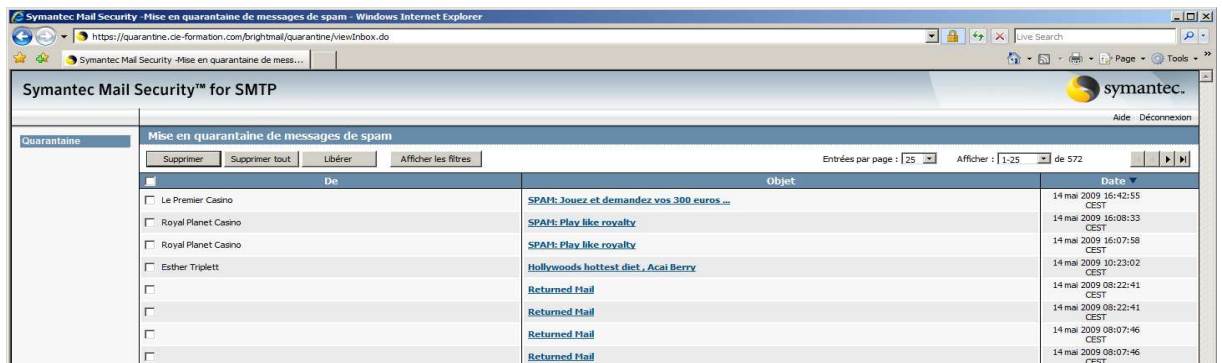 Symantec Mail Security -Mise en quarantaine de messages de spam - Windows Internet Explorer
https://quarantine.cie-formation.com/brightmail/quarantine/viewInbox.do
Live Search
Symantec Mail Security -Mise en quarantaine de mess...
Page Tools
Symantec Mail Security™ for SMTP
symantec.
Aide Déconnexion
Quarantaine
Mise en quarantaine de messages de spam
Supprimer Supprimer tout Libérer Afficher les filtres Entrées par page : 25 Afficher : 1-25 de 572
De Objet Date
Le Premier Casino SPAM: Jouez et demandez vos 300 euros ... 14 mai 2009 16:42:55
CEST
Royal Planet Casino SPAM: Play like royalty 14 mai 2009 16:08:33
CEST
Royal Planet Casino SPAM: Play like royalty 14 mai 2009 16:07:58
CEST
Esther Triplett Hollywoods hottest diet , Acai Berry 14 mai 2009 10:23:02
CEST
Returned Mail 14 mai 2009 08:22:41
CEST
Returned Mail 14 mai 2009 08:22:41
CEST
Returned Mail 14 mai 2009 08:07:46
CEST
Returned Mail 14 mai 2009 08:07:46
CEST